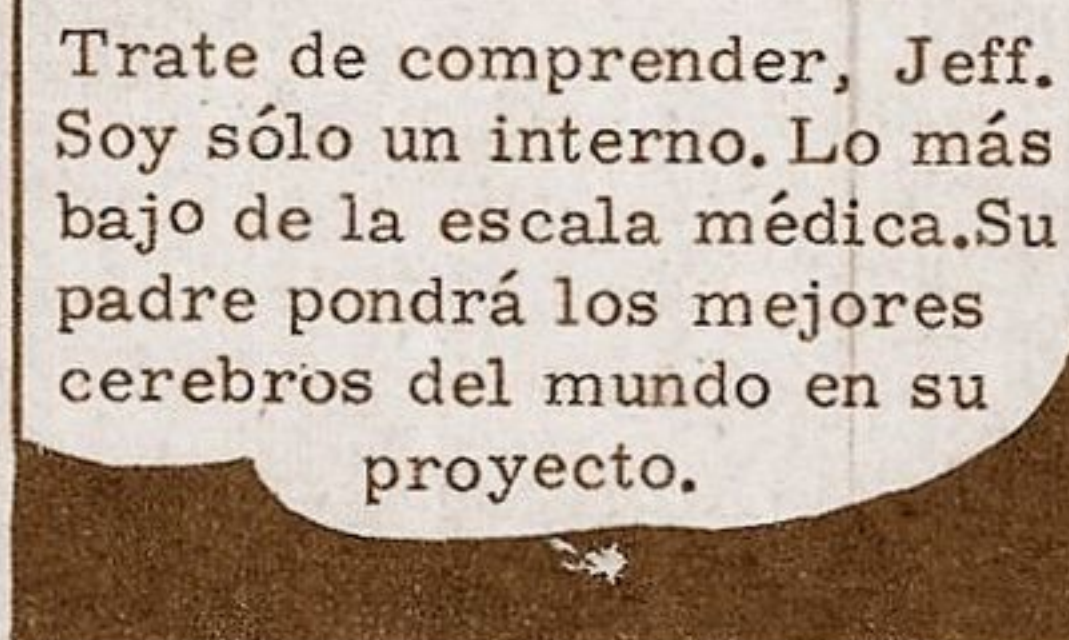 Trate de comprender, Jeff.
Soy sólo un interno. Lo más
bajo de la escala médica.Su
padre pondrá los mejores
cerebros del mundo en su
proyecto.